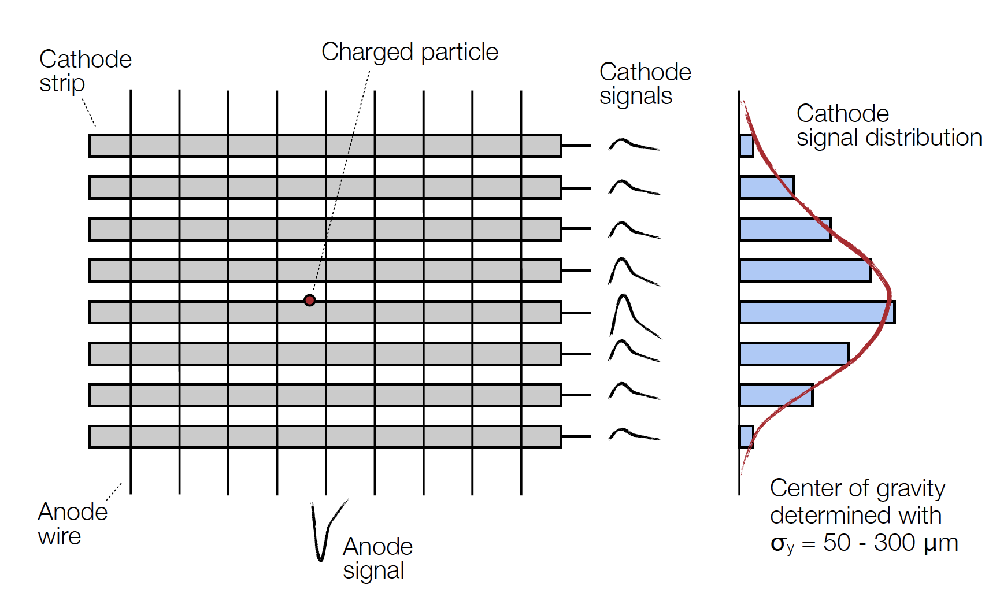 Charged particle
Cathode
strip
Cathode
signals
Cathode
signal distribution
Anode
wire
Anode
signal
Center of gravity
determined with
σy = 50 - 300 µm